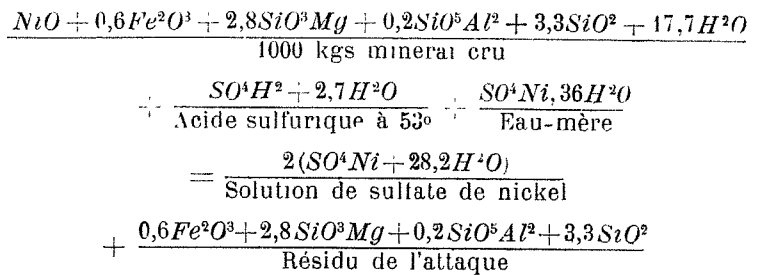 NiO + 0,6Fe²O³ + 2,8SiO³Mg + 0,2SiO⁵Al² + 3,3SiO² + 17,7H²O
1000 kgs minerai cru
+ SO⁴H² + 2,7H²O + SO⁴Ni,36H²O
Acide sulfurique à 53º Eau-mère
= 2(SO⁴Ni + 28,2H²O)
Solution de sulfate de nickel
+ 0,6Fe²O³+2,8SiO³Mg+0,2SiO⁵Al²+3,3SiO²
Résidu de l'attaque